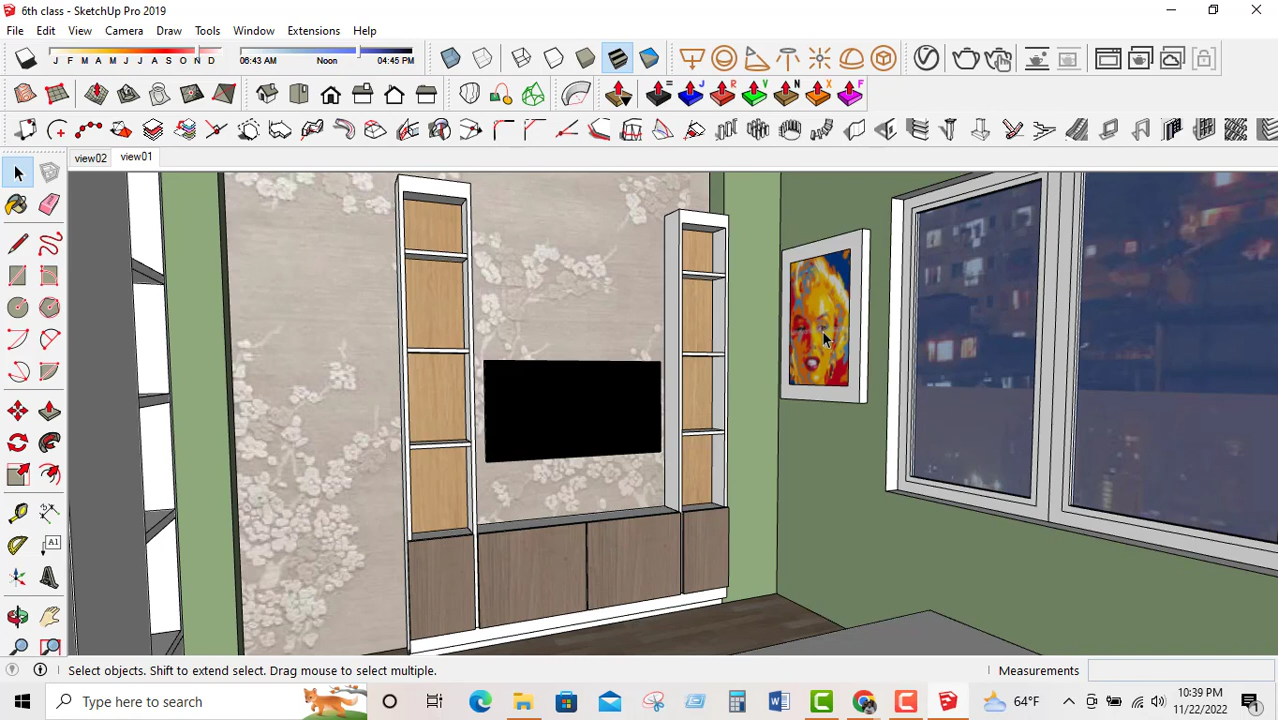 6th class - SketchUp Pro 2019
File Edit View Camera Draw Tools Window Extensions Help
J F M A M J J A S O N D 06:43 AM Noon 04:45 PM
= J R V N X F
view02 view01
A1
Select objects. Shift to extend select. Drag mouse to select multiple. Measurements
Type here to search 64°F 10:39 PM
11/22/2022